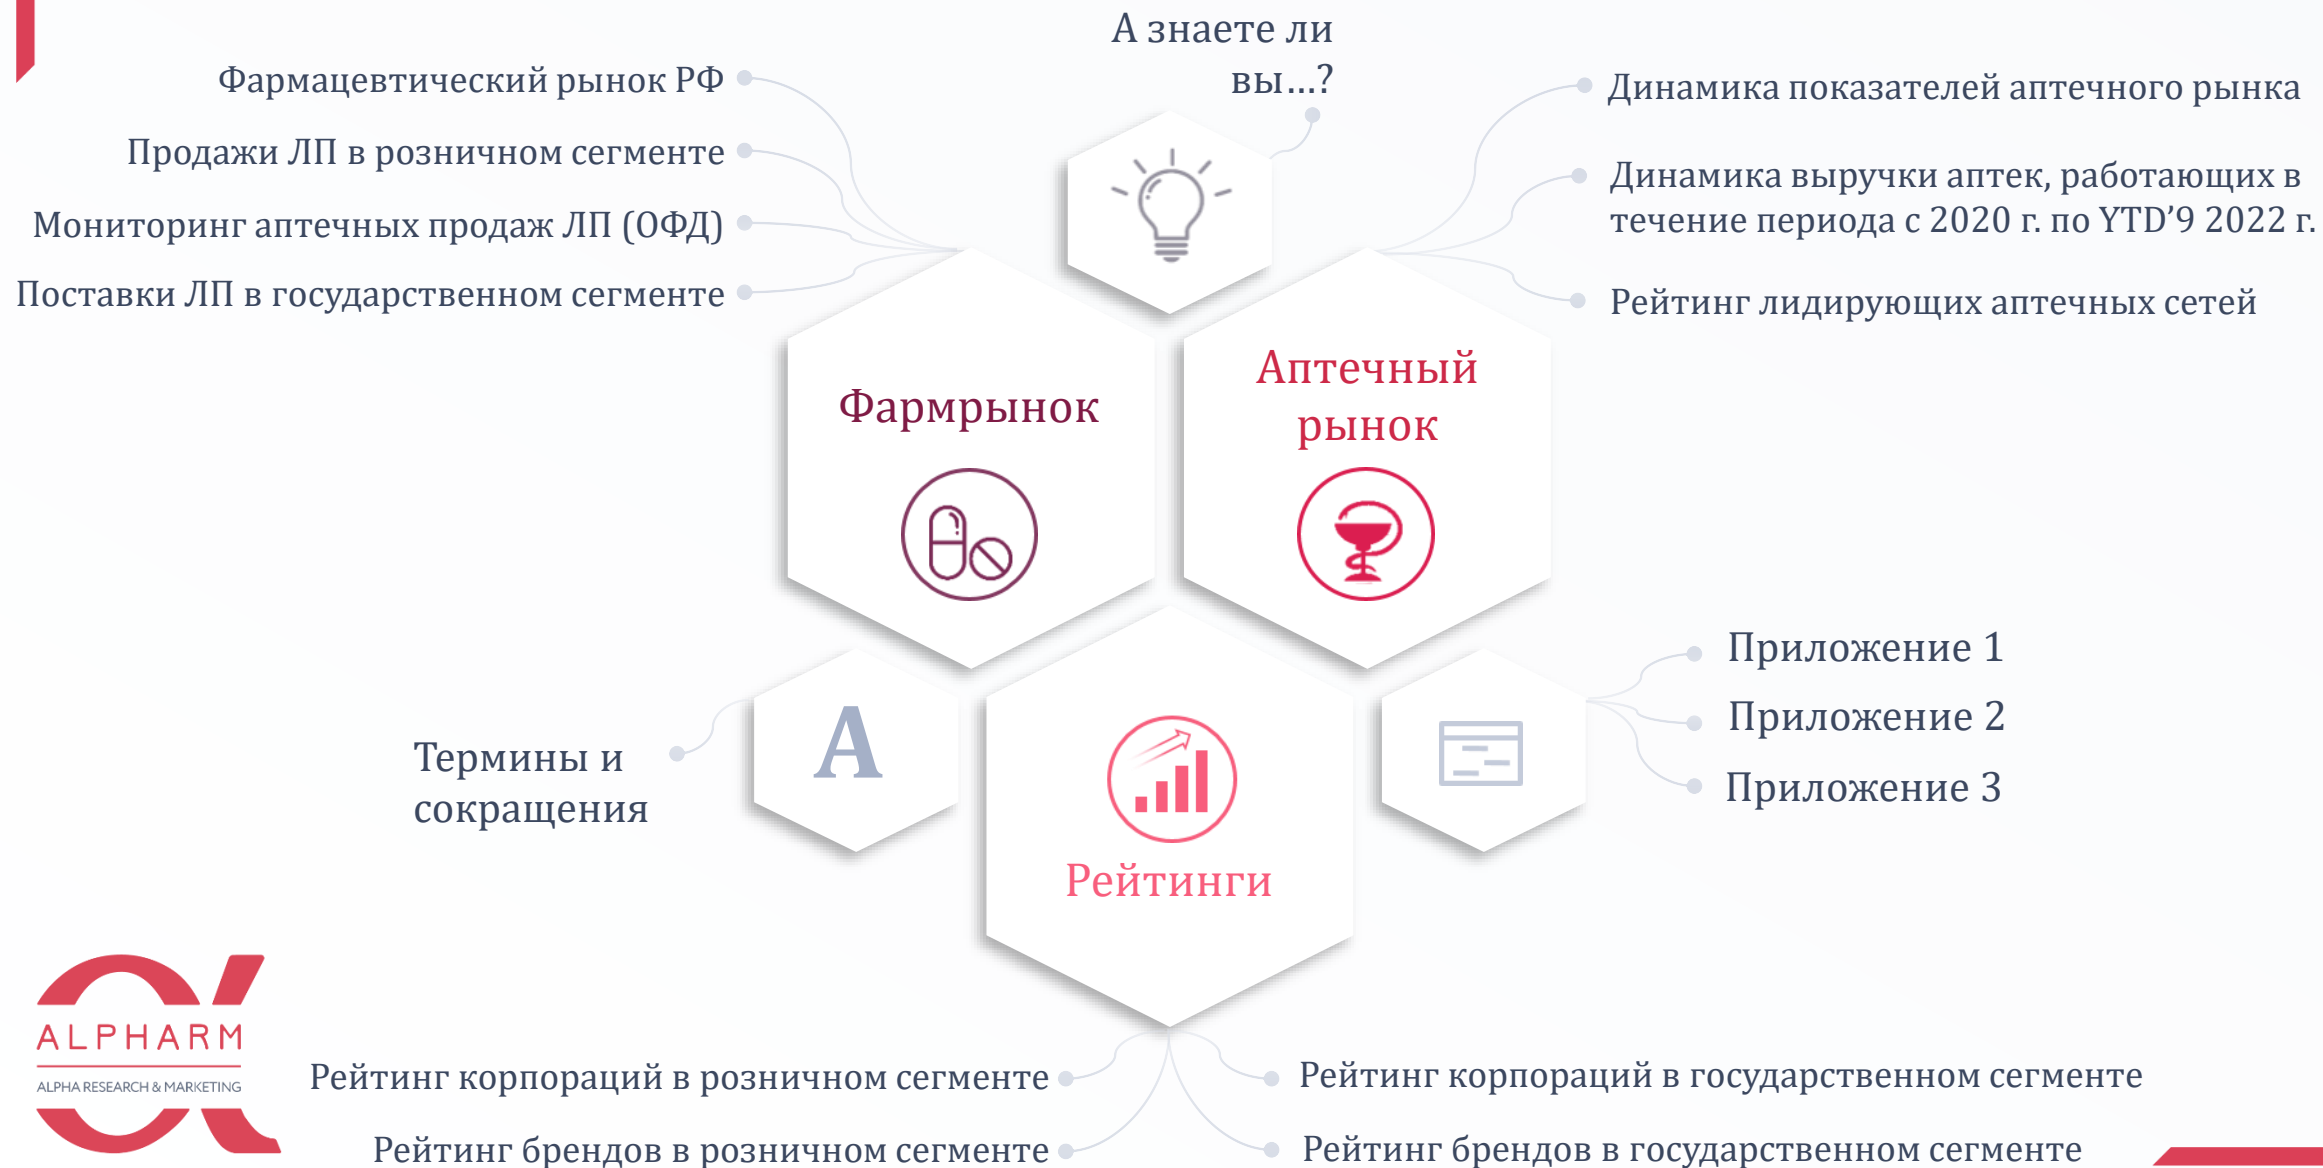 А знаете ли
вы...?
Фармацевтический рынок РФ
Продажи ЛП в розничном сегменте
Мониторинг аптечных продаж ЛП (ОФД)
Поставки ЛП в государственном сегменте
Динамика показателей аптечного рынка
Динамика выручки аптек, работающих в
течение периода с 2020 г. по YTD’9 2022 г.
Рейтинг лидирующих аптечных сетей
Фармрынок
Аптечный
рынок
Термины и
сокращения
A
Рейтинги
Приложение 1
Приложение 2
Приложение 3
ALPHARM
ALPHA RESEARCH & MARKETING
Рейтинг корпораций в розничном сегменте
Рейтинг брендов в розничном сегменте
Рейтинг корпораций в государственном сегменте
Рейтинг брендов в государственном сегменте